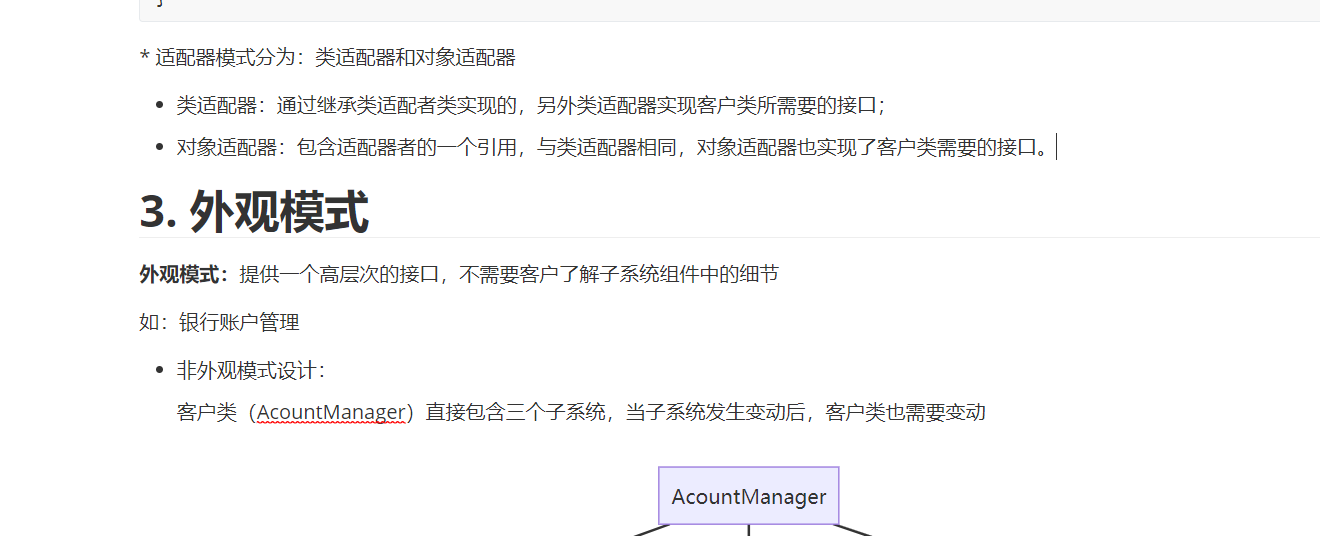 * 适配器模式分为：类适配器和对象适配器
• 类适配器：通过继承类适配者类实现的，另外类适配器实现客户类所需要的接口；
• 对象适配器：包含适配器者的一个引用，与类适配器相同，对象适配器也实现了客户类需要的接口。
3. 外观模式
外观模式：提供一个高层次的接口，不需要客户了解子系统组件中的细节
如：银行账户管理
• 非外观模式设计：
客户类（AcountManager）直接包含三个子系统，当子系统发生变动后，客户类也需要变动
AcountManager